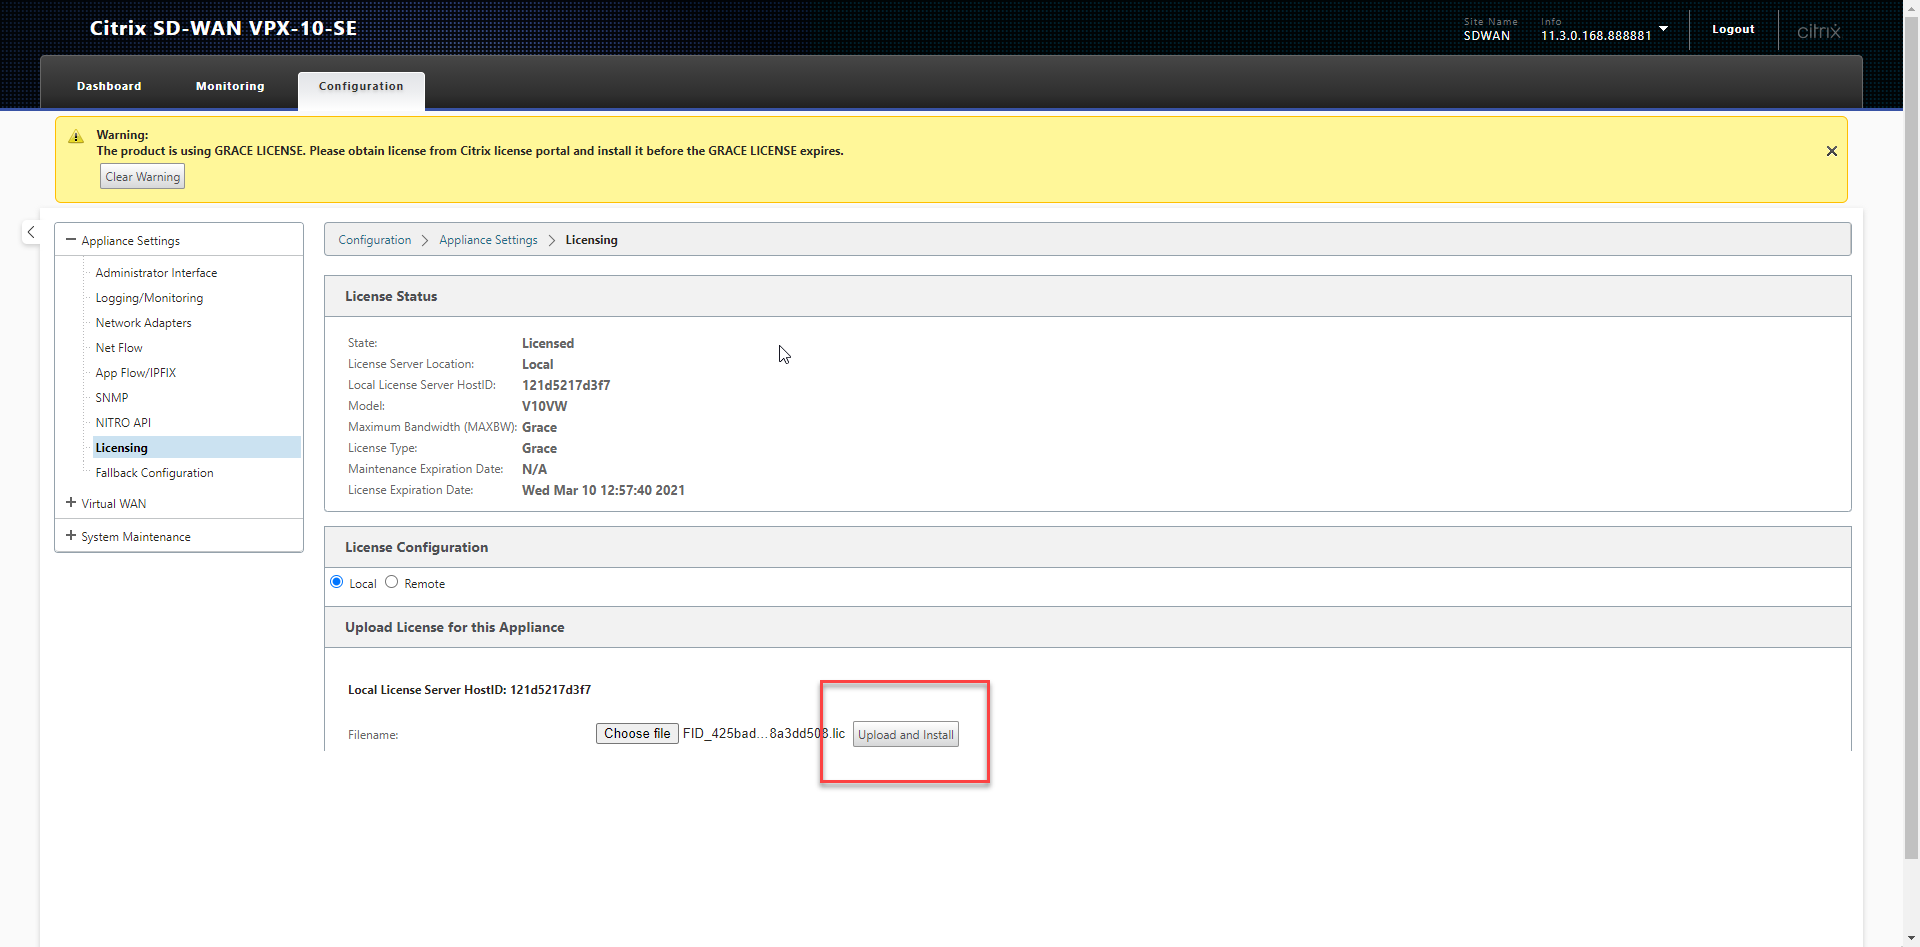 Citrix SD-WAN VPX-10-SE
Site Name
SDWAN
Info
11.3.0.168.888881
Logout
citrix
Dashboard
Monitoring
Configuration
Warning:
The product is using GRACE LICENSE. Please obtain license from Citrix license portal and install it before the GRACE LICENSE expires.
Clear Warning
Appliance Settings
Administrator Interface
Logging/Monitoring
Network Adapters
Net Flow
App Flow/IPFIX
SNMP
NITRO API
Licensing
Fallback Configuration
Virtual WAN
System Maintenance
Configuration > Appliance Settings > Licensing
License Status
State: Licensed
License Server Location: Local
Local License Server HostID: 121d5217d3f7
Model: V10VW
Maximum Bandwidth (MAXBW): Grace
License Type: Grace
Maintenance Expiration Date: N/A
License Expiration Date: Wed Mar 10 12:57:40 2021
License Configuration
Local Remote
Upload License for this Appliance
Local License Server HostID: 121d5217d3f7
Filename: Choose file FID_425bad...8a3dd508.lic Upload and Install